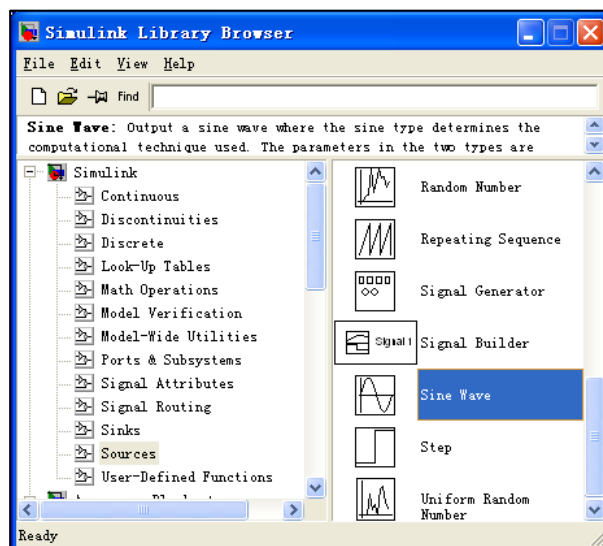 Simulink Library Browser
File Edit View Help
Find
Sine Wave: Output a sine wave where the sine type determines the
computational technique used. The parameters in the two types are
Simulink
Continuous
Discontinuities
Discrete
Look-Up Tables
Math Operations
Model Verification
Model-Wide Utilities
Ports & Subsystems
Signal Attributes
Signal Routing
Sinks
Sources
User-Defined Functions
Random Number
Repeating Sequence
Signal Generator
Signal 1
Signal Builder
Sine Wave
Step
Uniform Random
Number
Ready